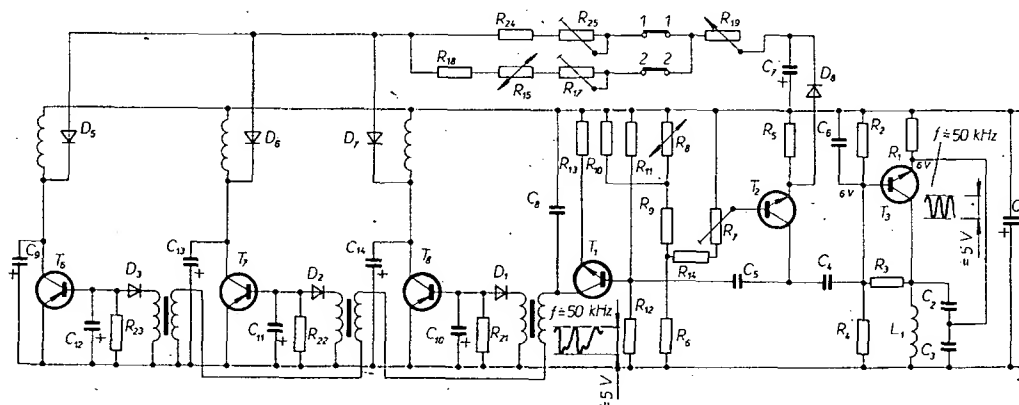 R24
R25
1
1
R19
R18
R15
R17
2
2
C7
+
D8
D5
D6
D7
R13
R10
R11
R8
R5
C6
R2
R1
f≐50 kHz
6V
6V
T3
≐5V
C
+
C8
R9
R7
T2
C9
+
T6
C13
+
T7
C14
+
T8
T1
R14
C5
C4
R3
D3
D2
D1
f≐50 kHz
C12
+
R23
C11
+
R22
C10
+
R21
R12
R6
R4
L1
C2
C3
≐5V